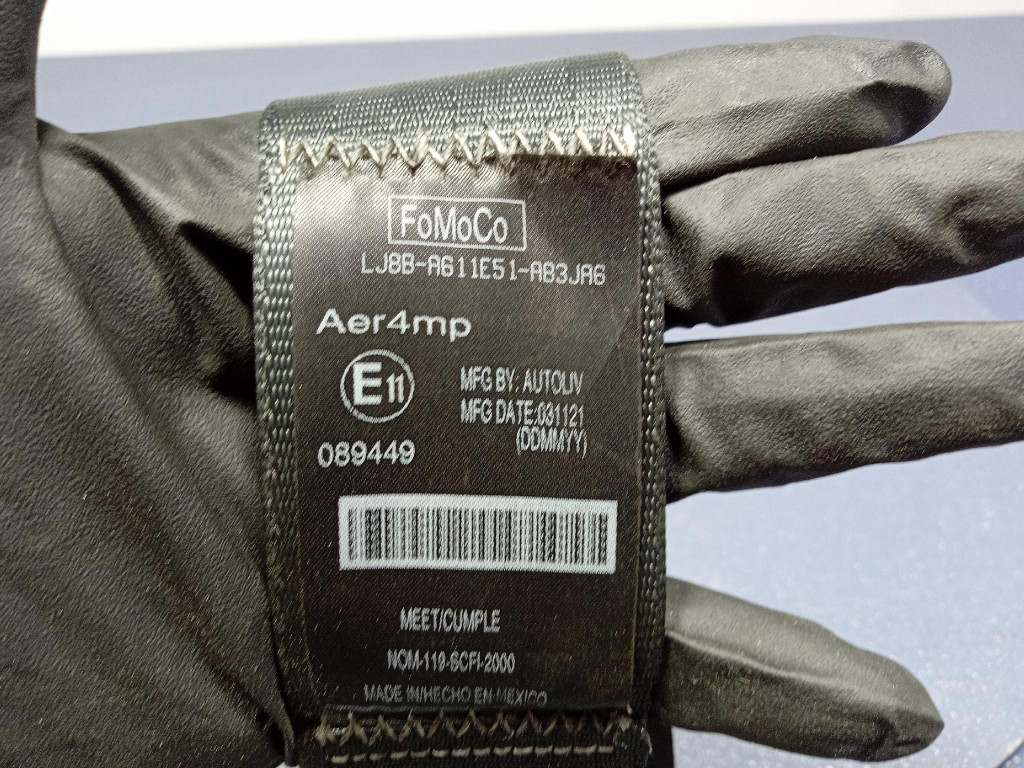 FoMoCo
LJ8B-A611E51-AB3JA6
Aer4mp
E11
MFG BY: AUTOLIV
MFG DATE:031121
(DDMMYY)
089449
MEET/CUMPLE
NOM-119-SCFI-2000
MADE IN/HECHO EN MEXICO